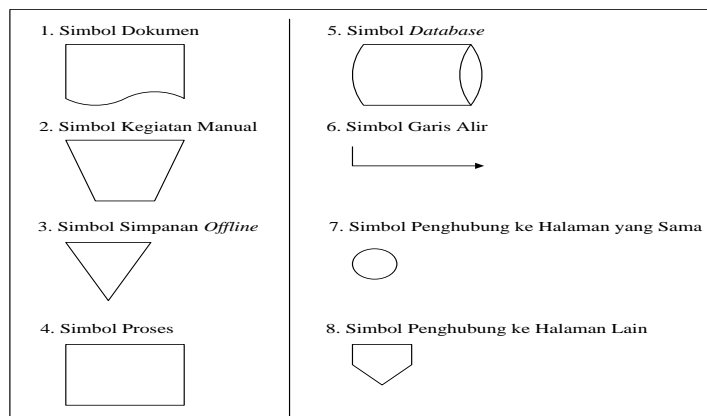 1. Simbol Dokumen
2. Simbol Kegiatan Manual
3. Simbol Simpanan Offline
4. Simbol Proses
5. Simbol Database
6. Simbol Garis Alir
7. Simbol Penghubung ke Halaman yang Sama
8. Simbol Penghubung ke Halaman Lain